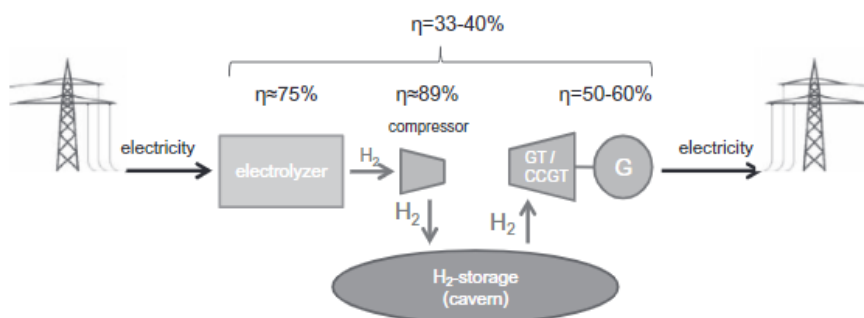 η=33-40%
η≈75%
η≈89%
η=50-60%
compressor
electricity
electrolyzer
H₂
GT /
CCGT
G
electricity
H₂
H₂
H₂-storage
(cavern)